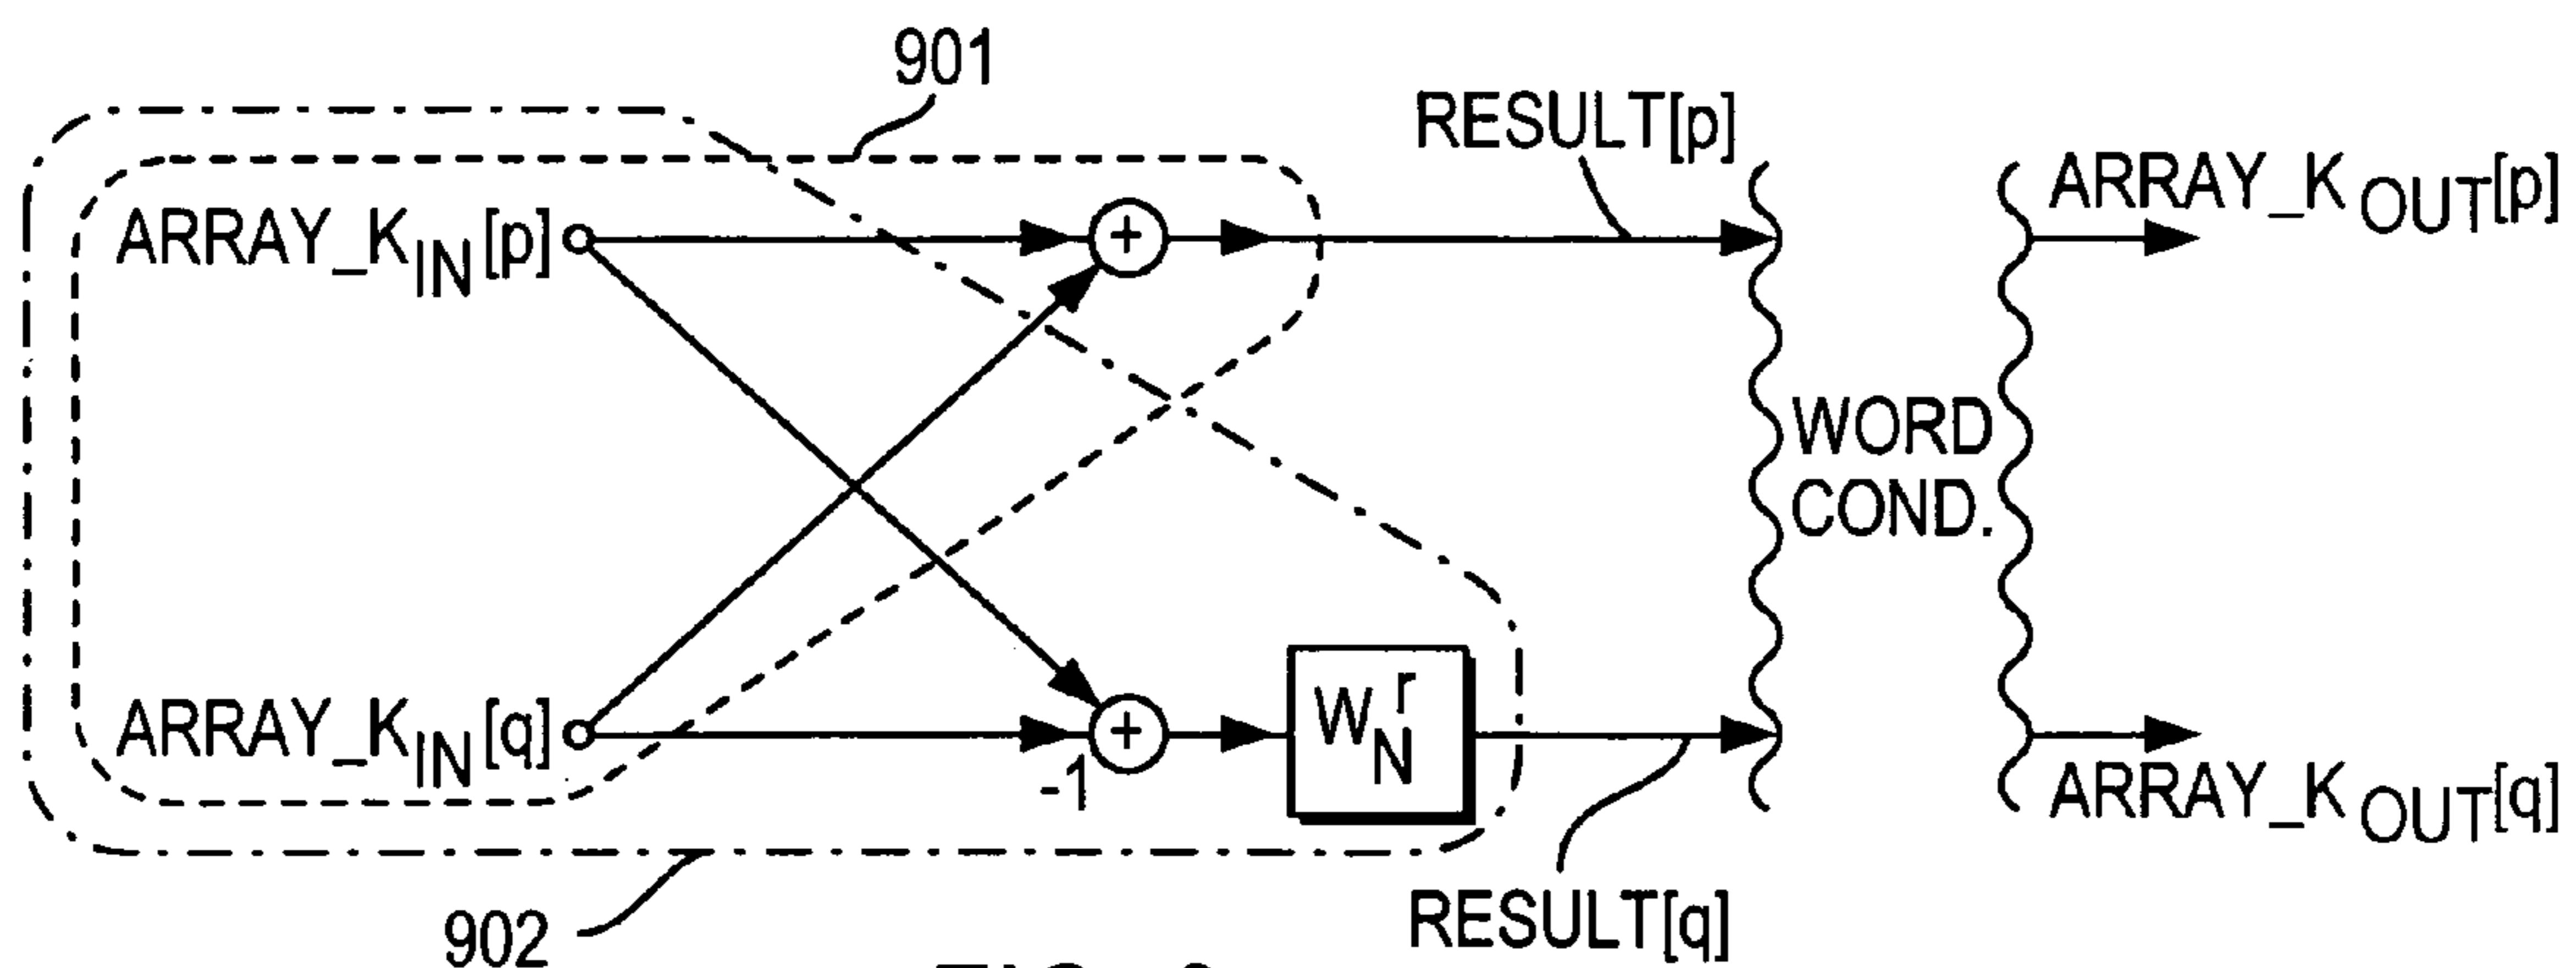 901
RESULT[p]
ARRAY_K IN [p]
+
ARRAY_K OUT [p]
WORD
COND.
ARRAY_K IN [q]
+
-1
W N r
ARRAY_K OUT [q]
RESULT[q]
902